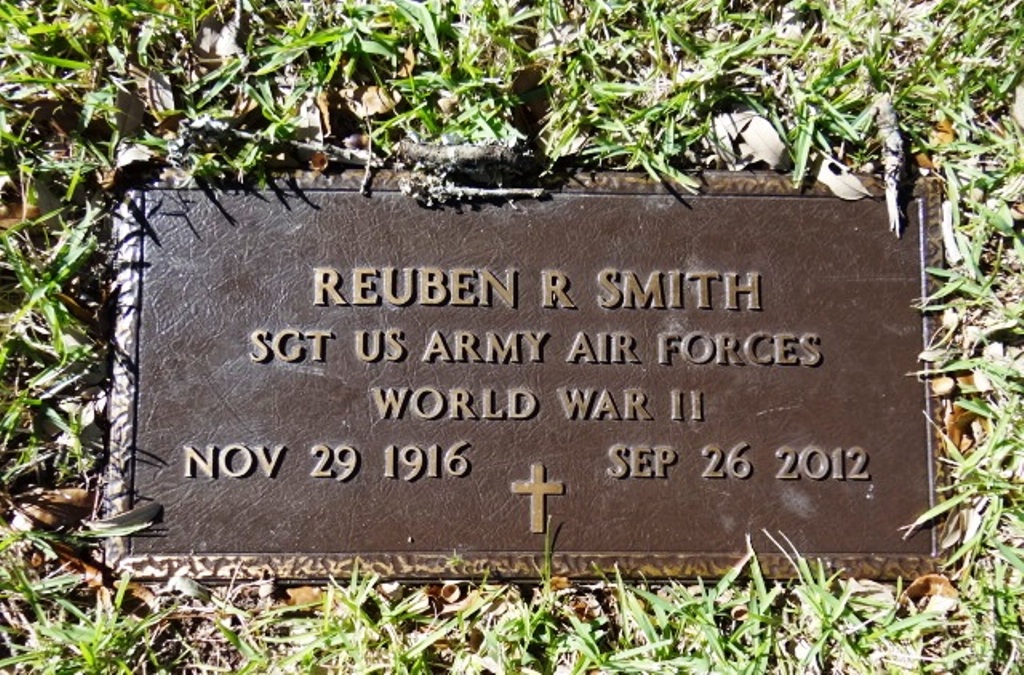 REUBEN R SMITH
SGT US ARMY AIR FORCES
WORLD WAR II
NOV 29 1916 SEP 26 2012